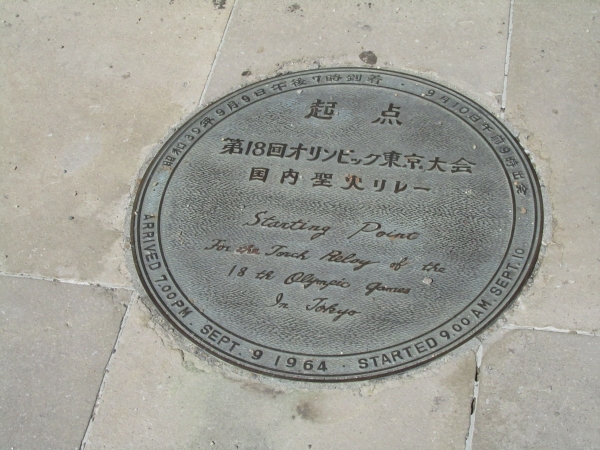 昭和39年9月9日午後7時到着 · 9月10日午前9時出発
起点
第18回オリンピック東京大会
国内聖火リレー
Starting Point
For the Torch Relay of the
18 th Olympic Games
In Tokyo
ARRIVED 7.00 PM. SEPT. 9 1964 · STARTED 9.00 AM. SEPT. 10